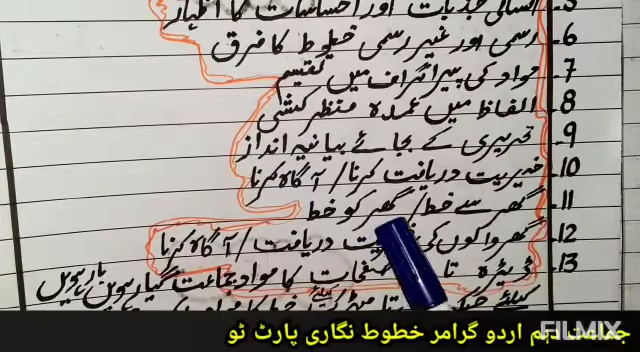 5. انسانی جذبات اور احساسات کا اظہار
6. رسمی اور غیر رسمی خطوط کا فرق
7. مواد کی پیراگراف میں تقسیم
8. الفاظ میں عمدہ منظر کشی
9. تحریری کے بجائے بیانیہ انداز
10. خیریت دریافت کرنا/آگاہ کرنا
11. گھر سے خط/گھر کو خط
12. گھر والوں کی دریافت/آگاہ کرنا
13. ڈیڑھ تا صفحات کا مواد جماعت گیارہویں بارہویں
کیلئے
جماعت دہم اردو گرامر خطوط نگاری پارٹ ٹو
FILMIX